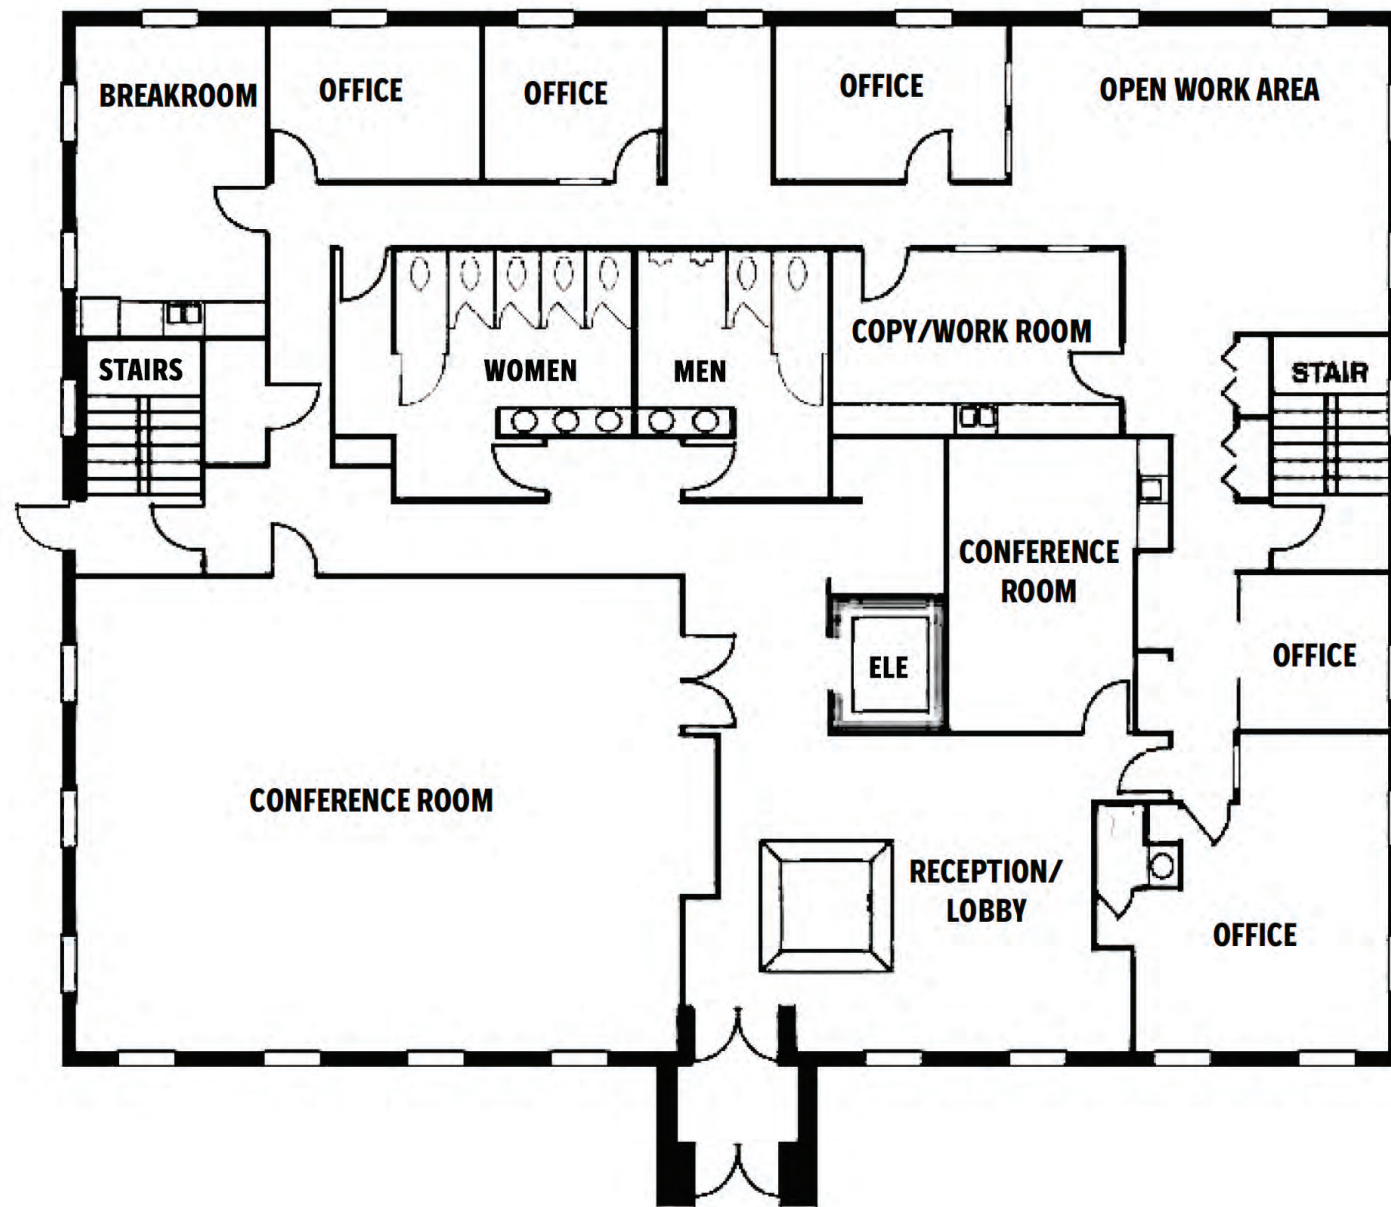 BREAKROOM
OFFICE
OFFICE
OFFICE
OPEN WORK AREA
STAIRS
WOMEN
MEN
COPY/WORK ROOM
STAIR
CONFERENCE
ROOM
ELE
OFFICE
CONFERENCE ROOM
RECEPTION/
LOBBY
OFFICE